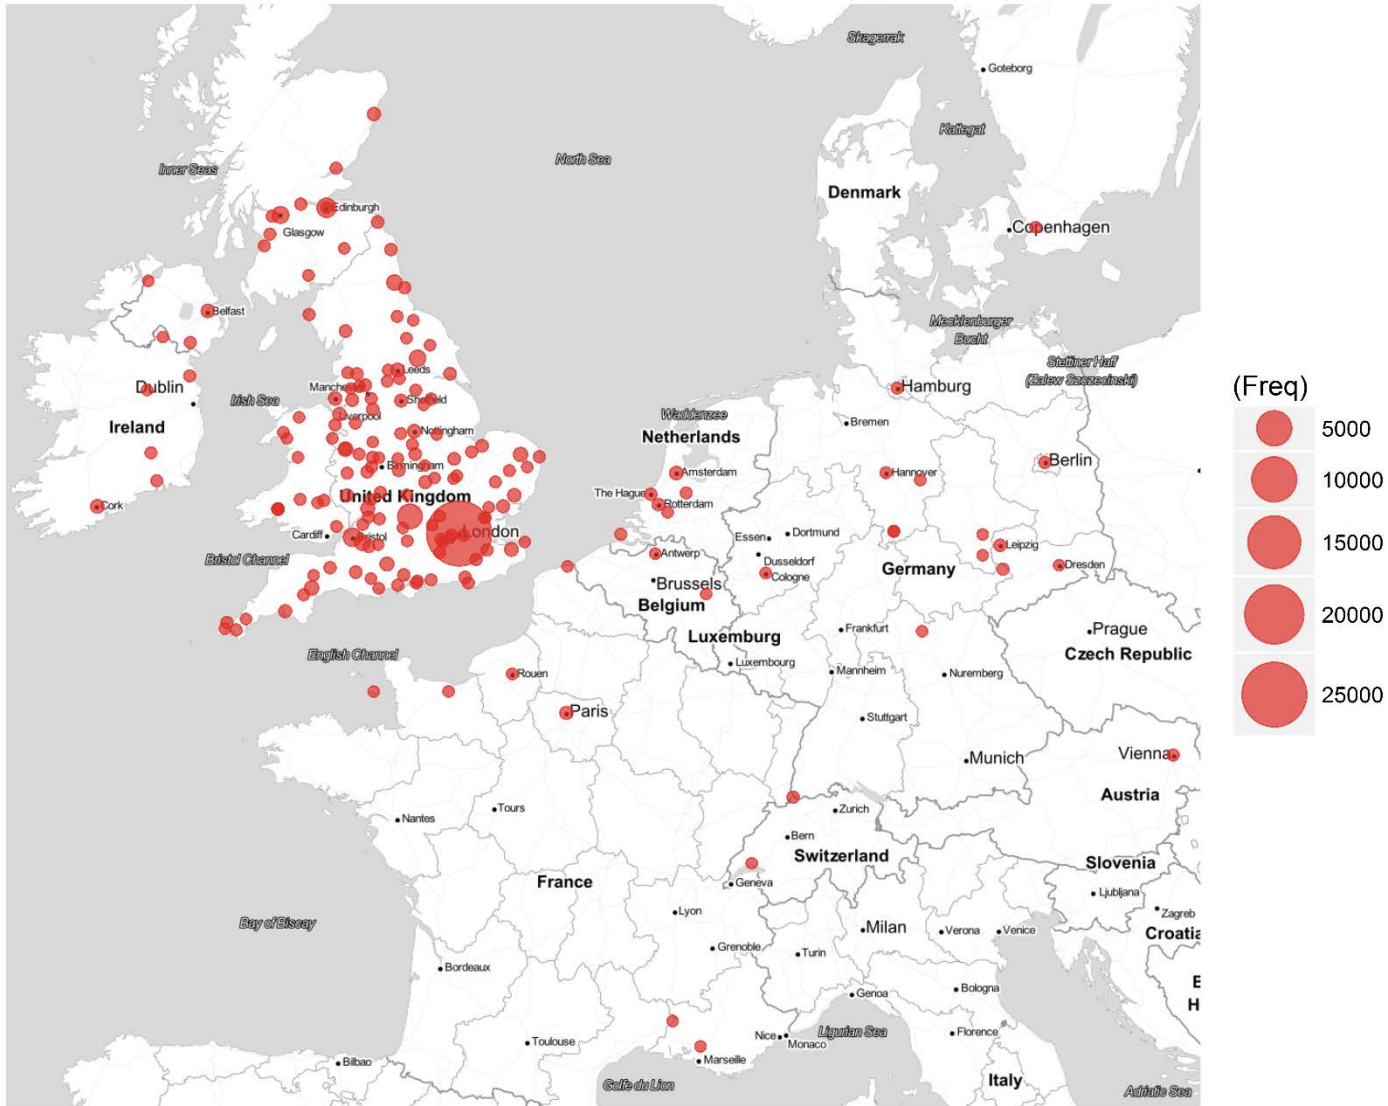 Skagerrak
Goteborg
Kattegat
North Sea
Inner Seas
Denmark
Edinburgh
Glasgow
Copenhagen
Belfast
Mecklenburger
Bucht
Stettiner Haff
(Zalew Szczecinski)
Leeds
Manchester
Dublin
Hamburg
Irish Sea
Sheffield
Liverpool
Waddenzee
Bremen
Ireland
Nottingham
Netherlands
Berlin
Birmingham
Amsterdam
Hannover
The Hague
United Kingdom
Rotterdam
Cork
London
Cardiff
Bristol
Essen
Dortmund
Leipzig
Bristol Channel
Antwerp
Dusseldorf
Cologne
Germany
Dresden
Brussels
Belgium
Luxemburg
Frankfurt
Prague
Czech Republic
English Channel
Luxembourg
Mannheim
Nuremberg
Rouen
Paris
Stuttgart
Munich
Vienna
Austria
Tours
Nantes
Zurich
Bern
Switzerland
Slovenia
France
Geneva
Ljubljana
Lyon
Zagreb
Bay of Biscay
Milan
Verona
Venice
Croatia
Grenoble
Turin
Bordeaux
Bologna
Genoa
E
H
Nice
Monaco
Ligurian Sea
Florence
Toulouse
Marseille
Bilbao
Golfe du Lion
Italy
Adriatic Sea
(Freq)
5000
10000
15000
20000
25000